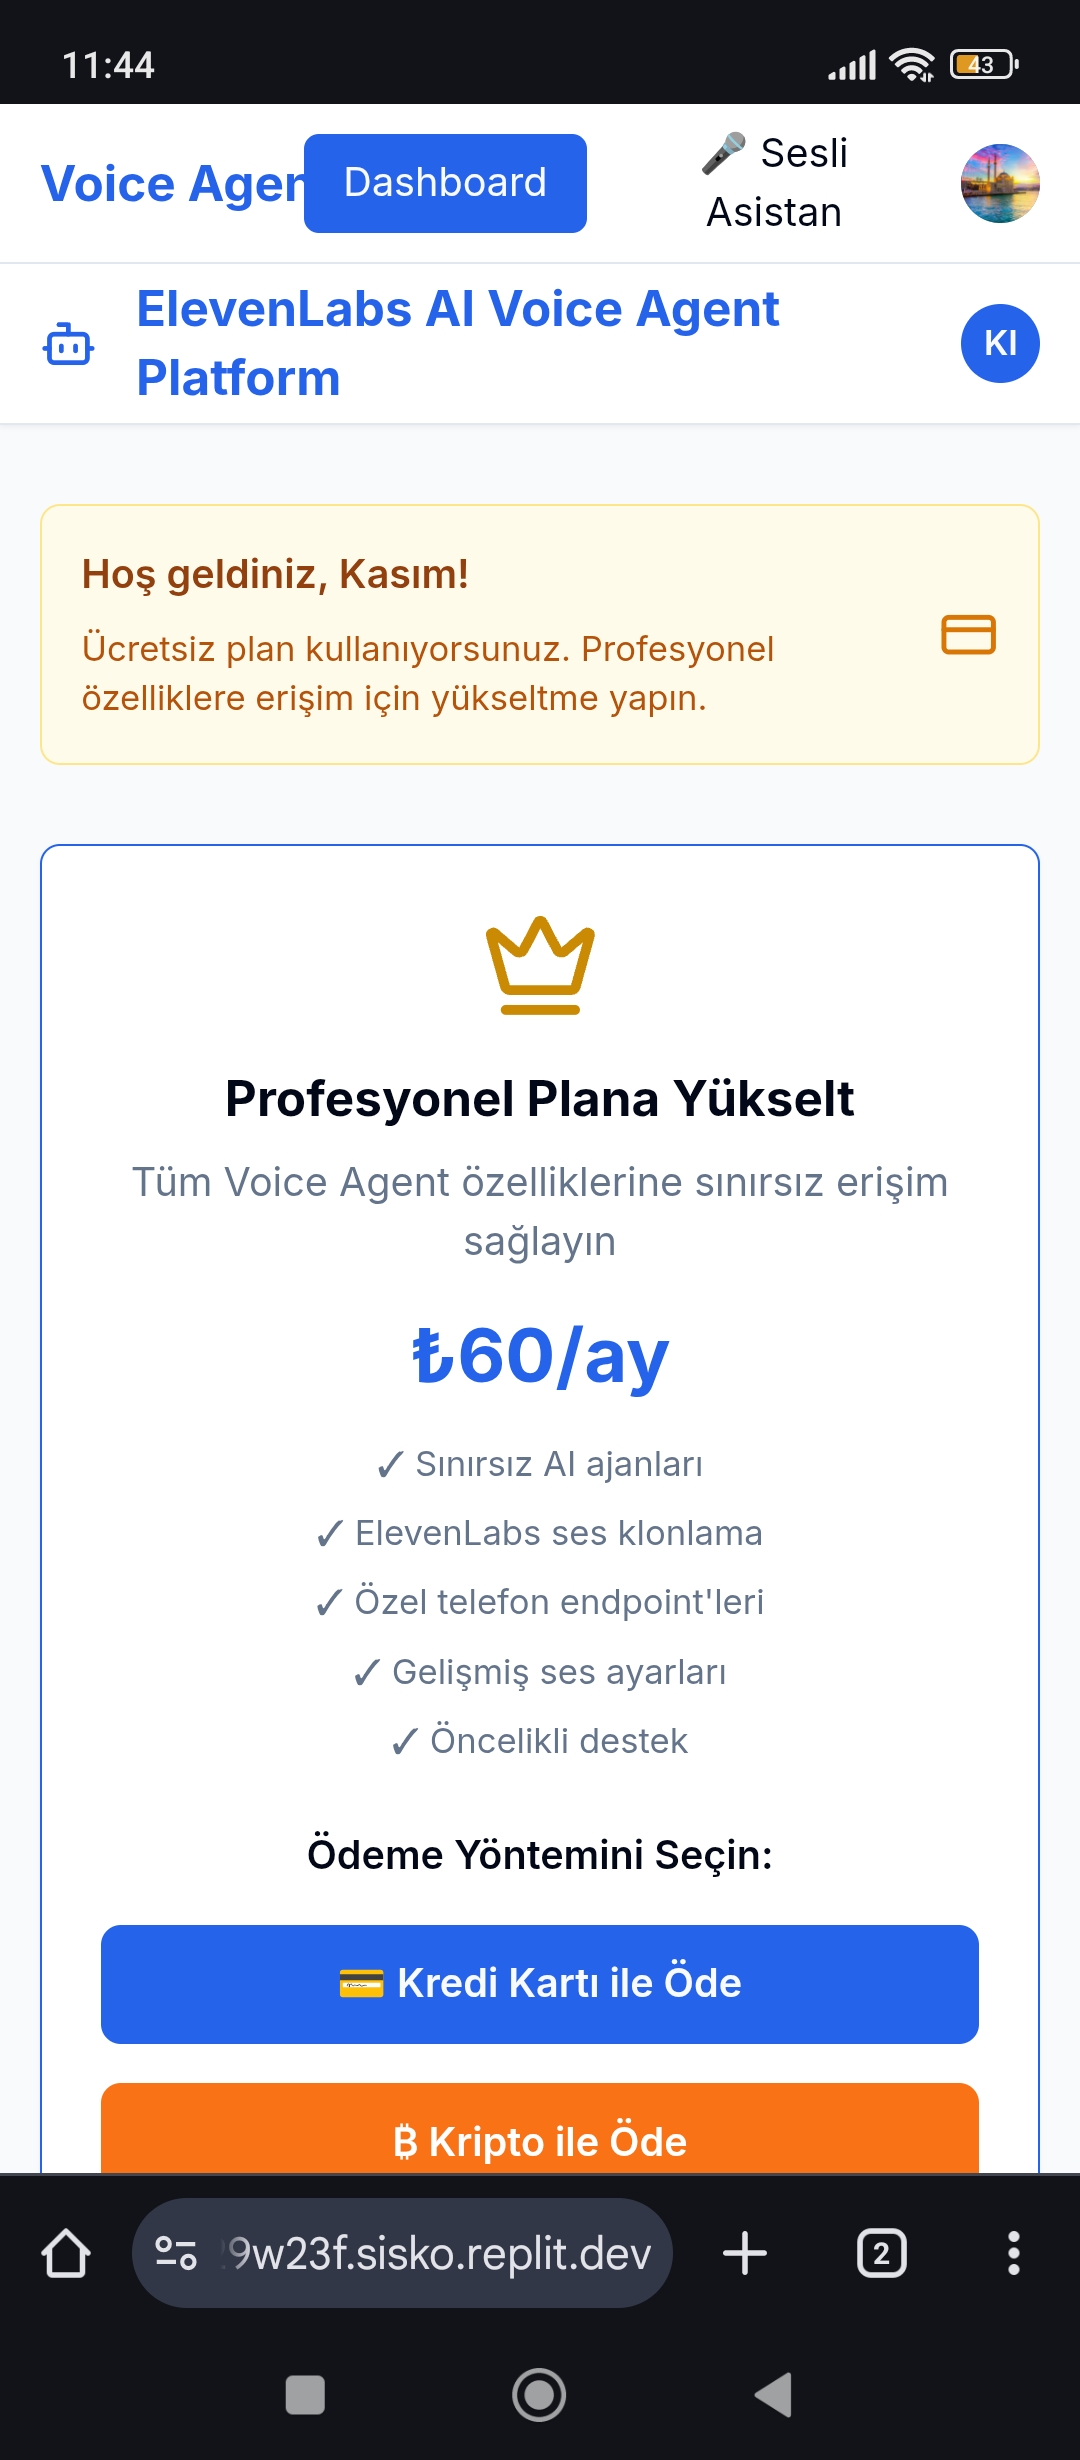 11:44
43
Voice Agen
Dashboard
🎤 Sesli
Asistan
ElevenLabs AI Voice Agent
Platform
KI
Hoş geldiniz, Kasım!
Ücretsiz plan kullanıyorsunuz. Profesyonel
özelliklere erişim için yükseltme yapın.
Profesyonel Plana Yükselt
Tüm Voice Agent özelliklerine sınırsız erişim
sağlayın
₺60/ay
✓ Sınırsız AI ajanları
✓ ElevenLabs ses klonlama
✓ Özel telefon endpoint'leri
✓ Gelişmiş ses ayarları
✓ Öncelikli destek
Ödeme Yöntemini Seçin:
💳 Kredi Kartı ile Öde
₿ Kripto ile Öde
9w23f.sisko.replit.dev
2